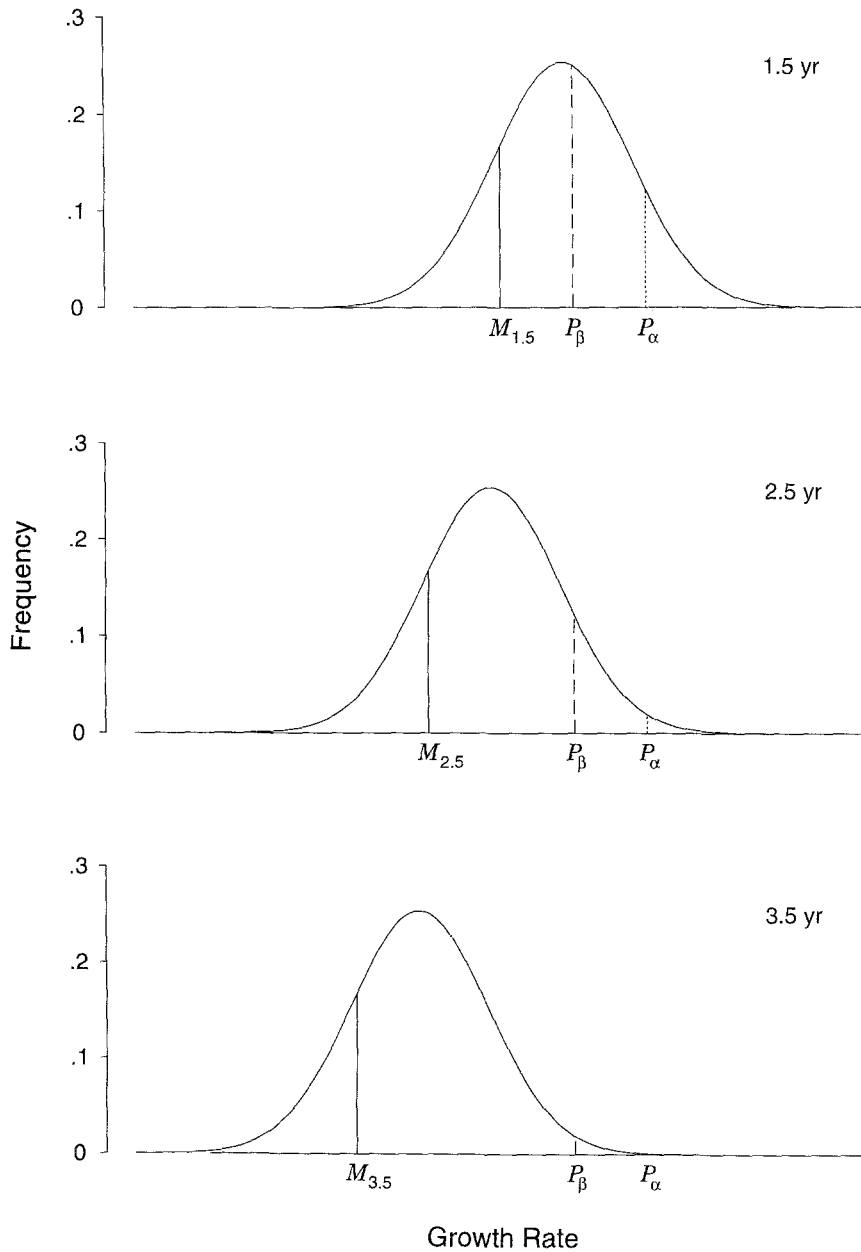 .3
1.5 yr
.2
.1
0
M1.5 Pβ Pα
.3
2.5 yr
.2
.1
0
M2.5 Pβ Pα
Frequency
.3
3.5 yr
.2
.1
0
M3.5 Pβ Pα
Growth Rate